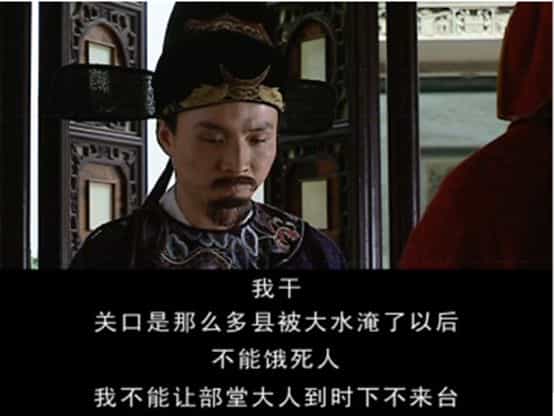 我干
关口是那么多县被大水淹了以后
不能饿死人
我不能让部堂大人到时下不来台